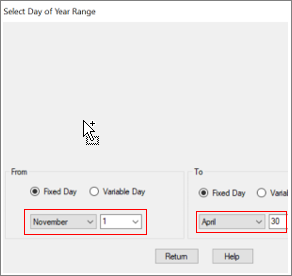 Select Day of Year Range
From
To
Fixed Day Variable Day
Fixed Day
November 1
April 30
Return Help